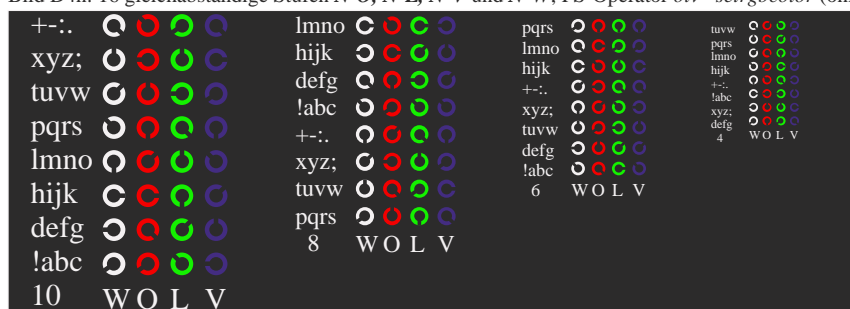 +-:.
xyz;
tuvw
pqrs
lmno
hijk
defg
!abc
10 W O L V
lmno
hijk
defg
!abc
+-:.
xyz;
tuvw
pqrs
8 W O L V
pqrs
lmno
hijk
+-:.
xyz;
tuvw
defg
!abc
6 W O L V
tuvw
pqrs
lmno
hijk
+-:.
!abc
xyz;
defg
4 W O L V